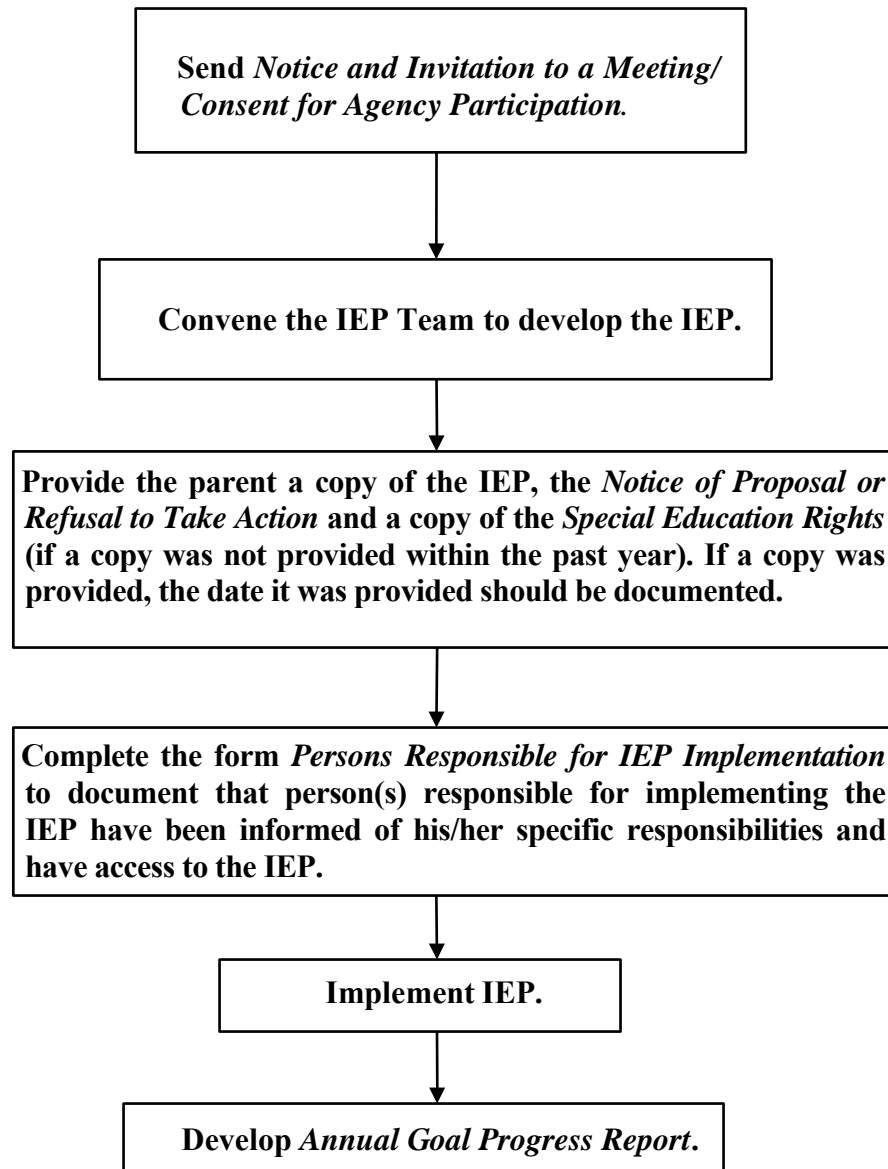 Send Notice and Invitation to a Meeting/
Consent for Agency Participation.
Convene the IEP Team to develop the IEP.
Provide the parent a copy of the IEP, the Notice of Proposal or
Refusal to Take Action and a copy of the Special Education Rights
(if a copy was not provided within the past year). If a copy was
provided, the date it was provided should be documented.
Complete the form Persons Responsible for IEP Implementation
to document that person(s) responsible for implementing the
IEP have been informed of his/her specific responsibilities and
have access to the IEP.
Implement IEP.
Develop Annual Goal Progress Report.